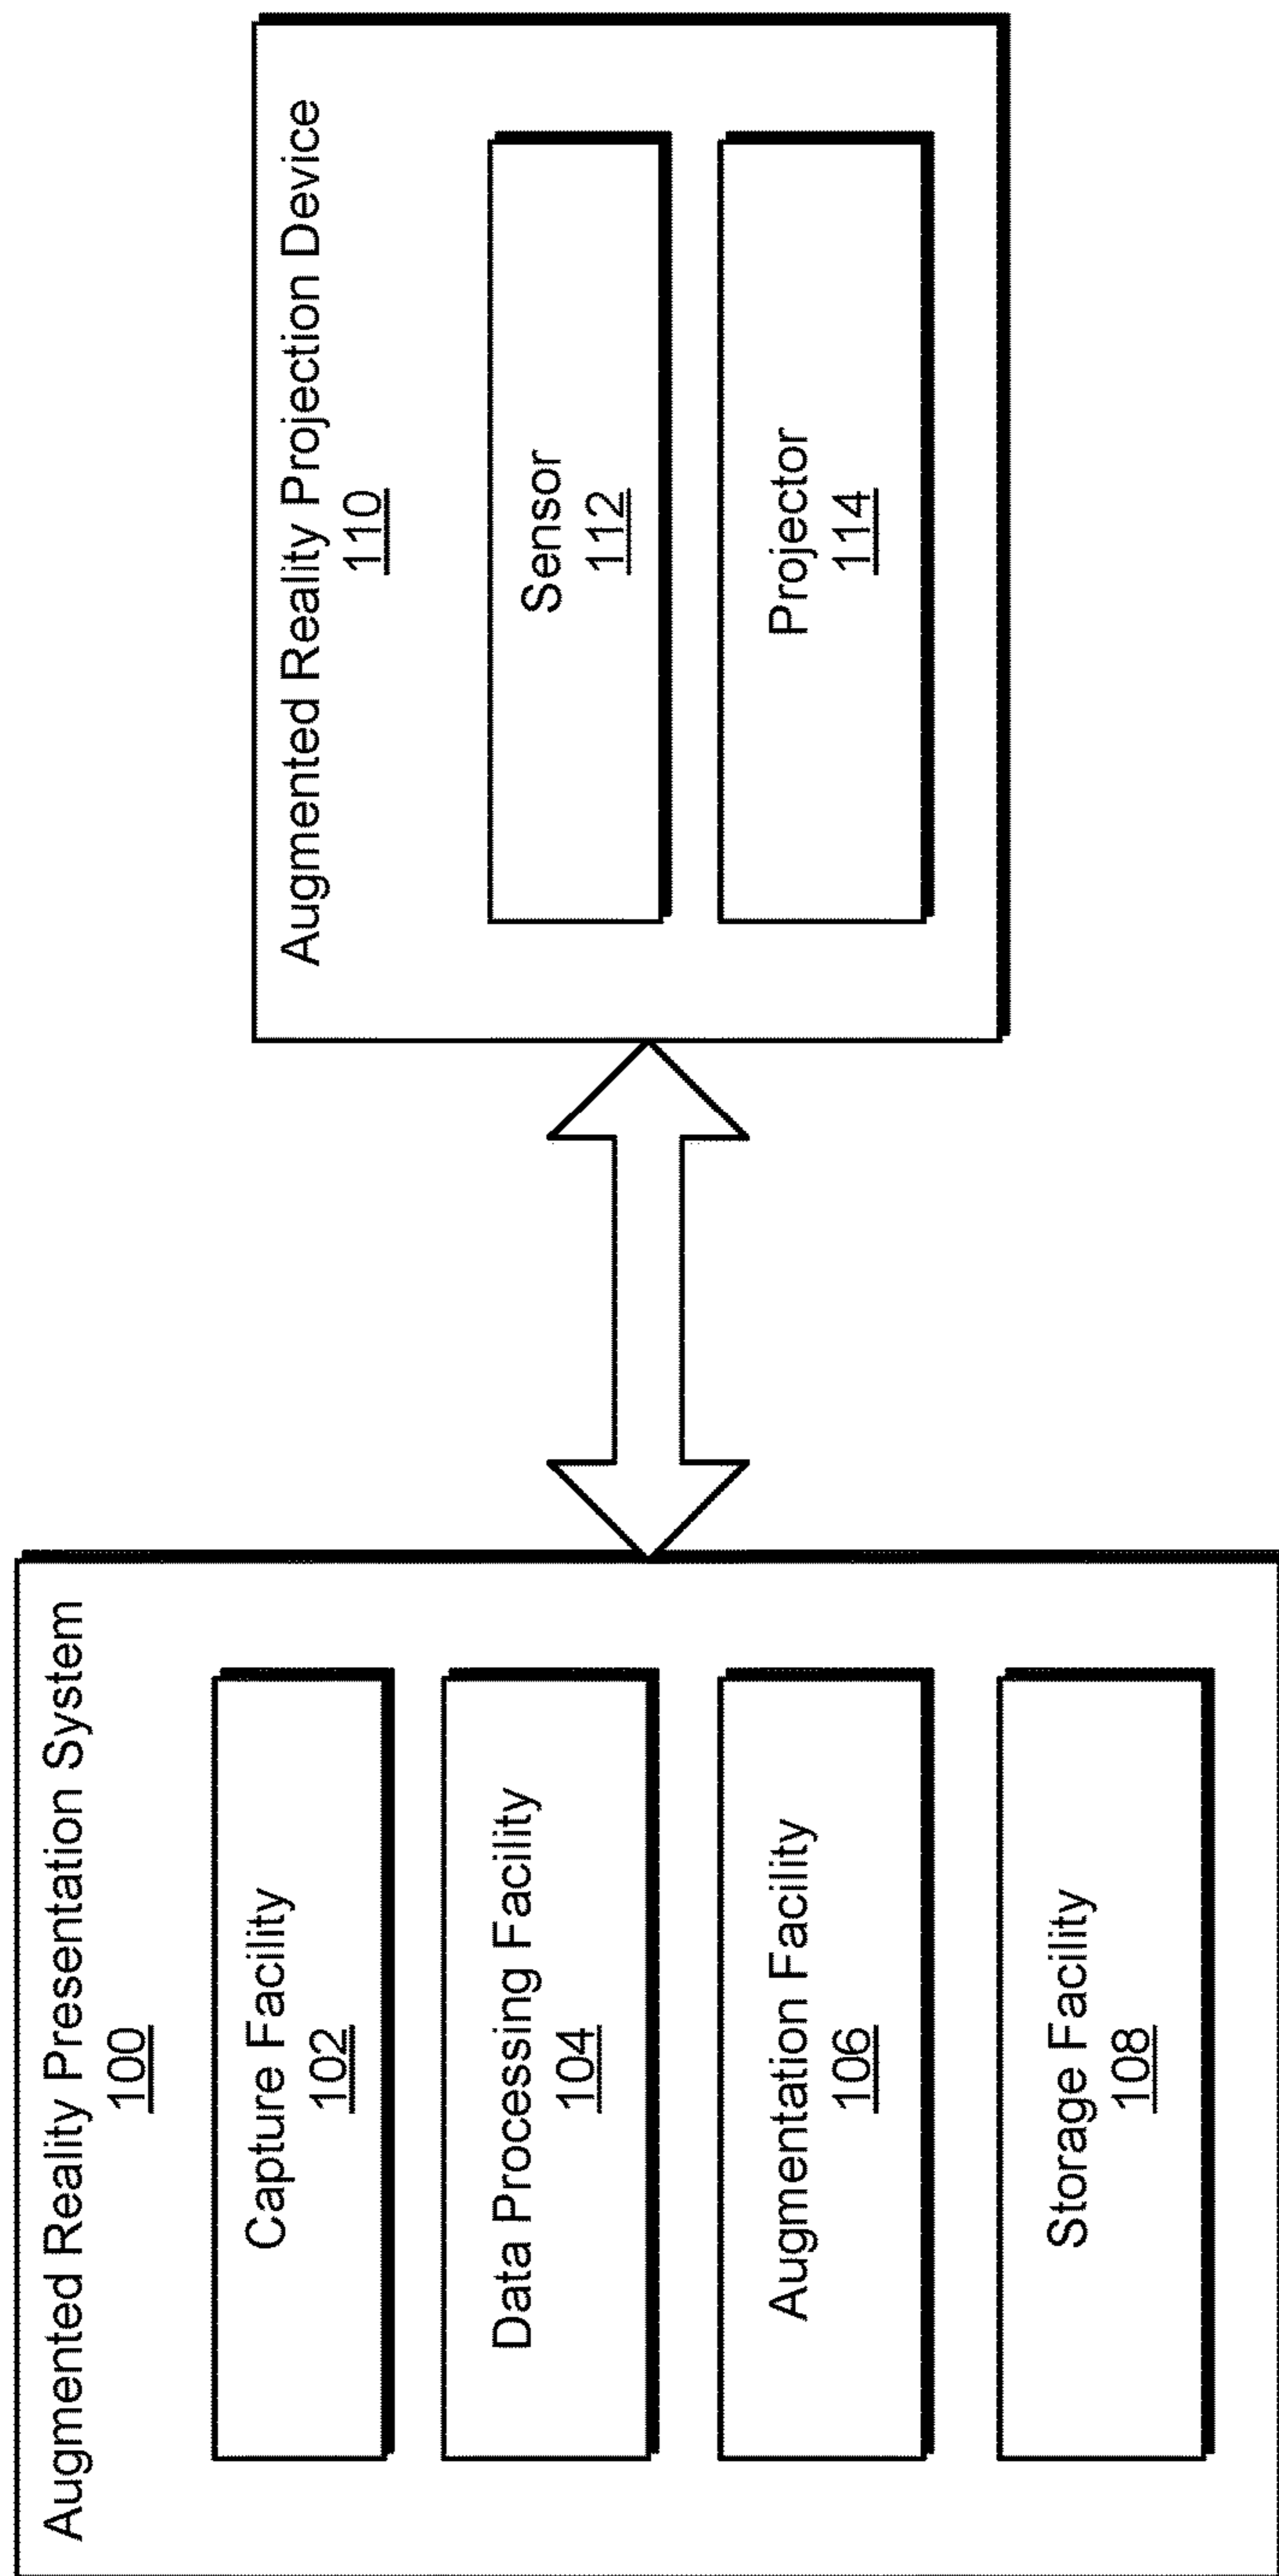 Augmented Reality Presentation System
100
Capture Facility
102
Data Processing Facility
104
Augmentation Facility
106
Storage Facility
108
Augmented Reality Projection Device
110
Sensor
112
Projector
114